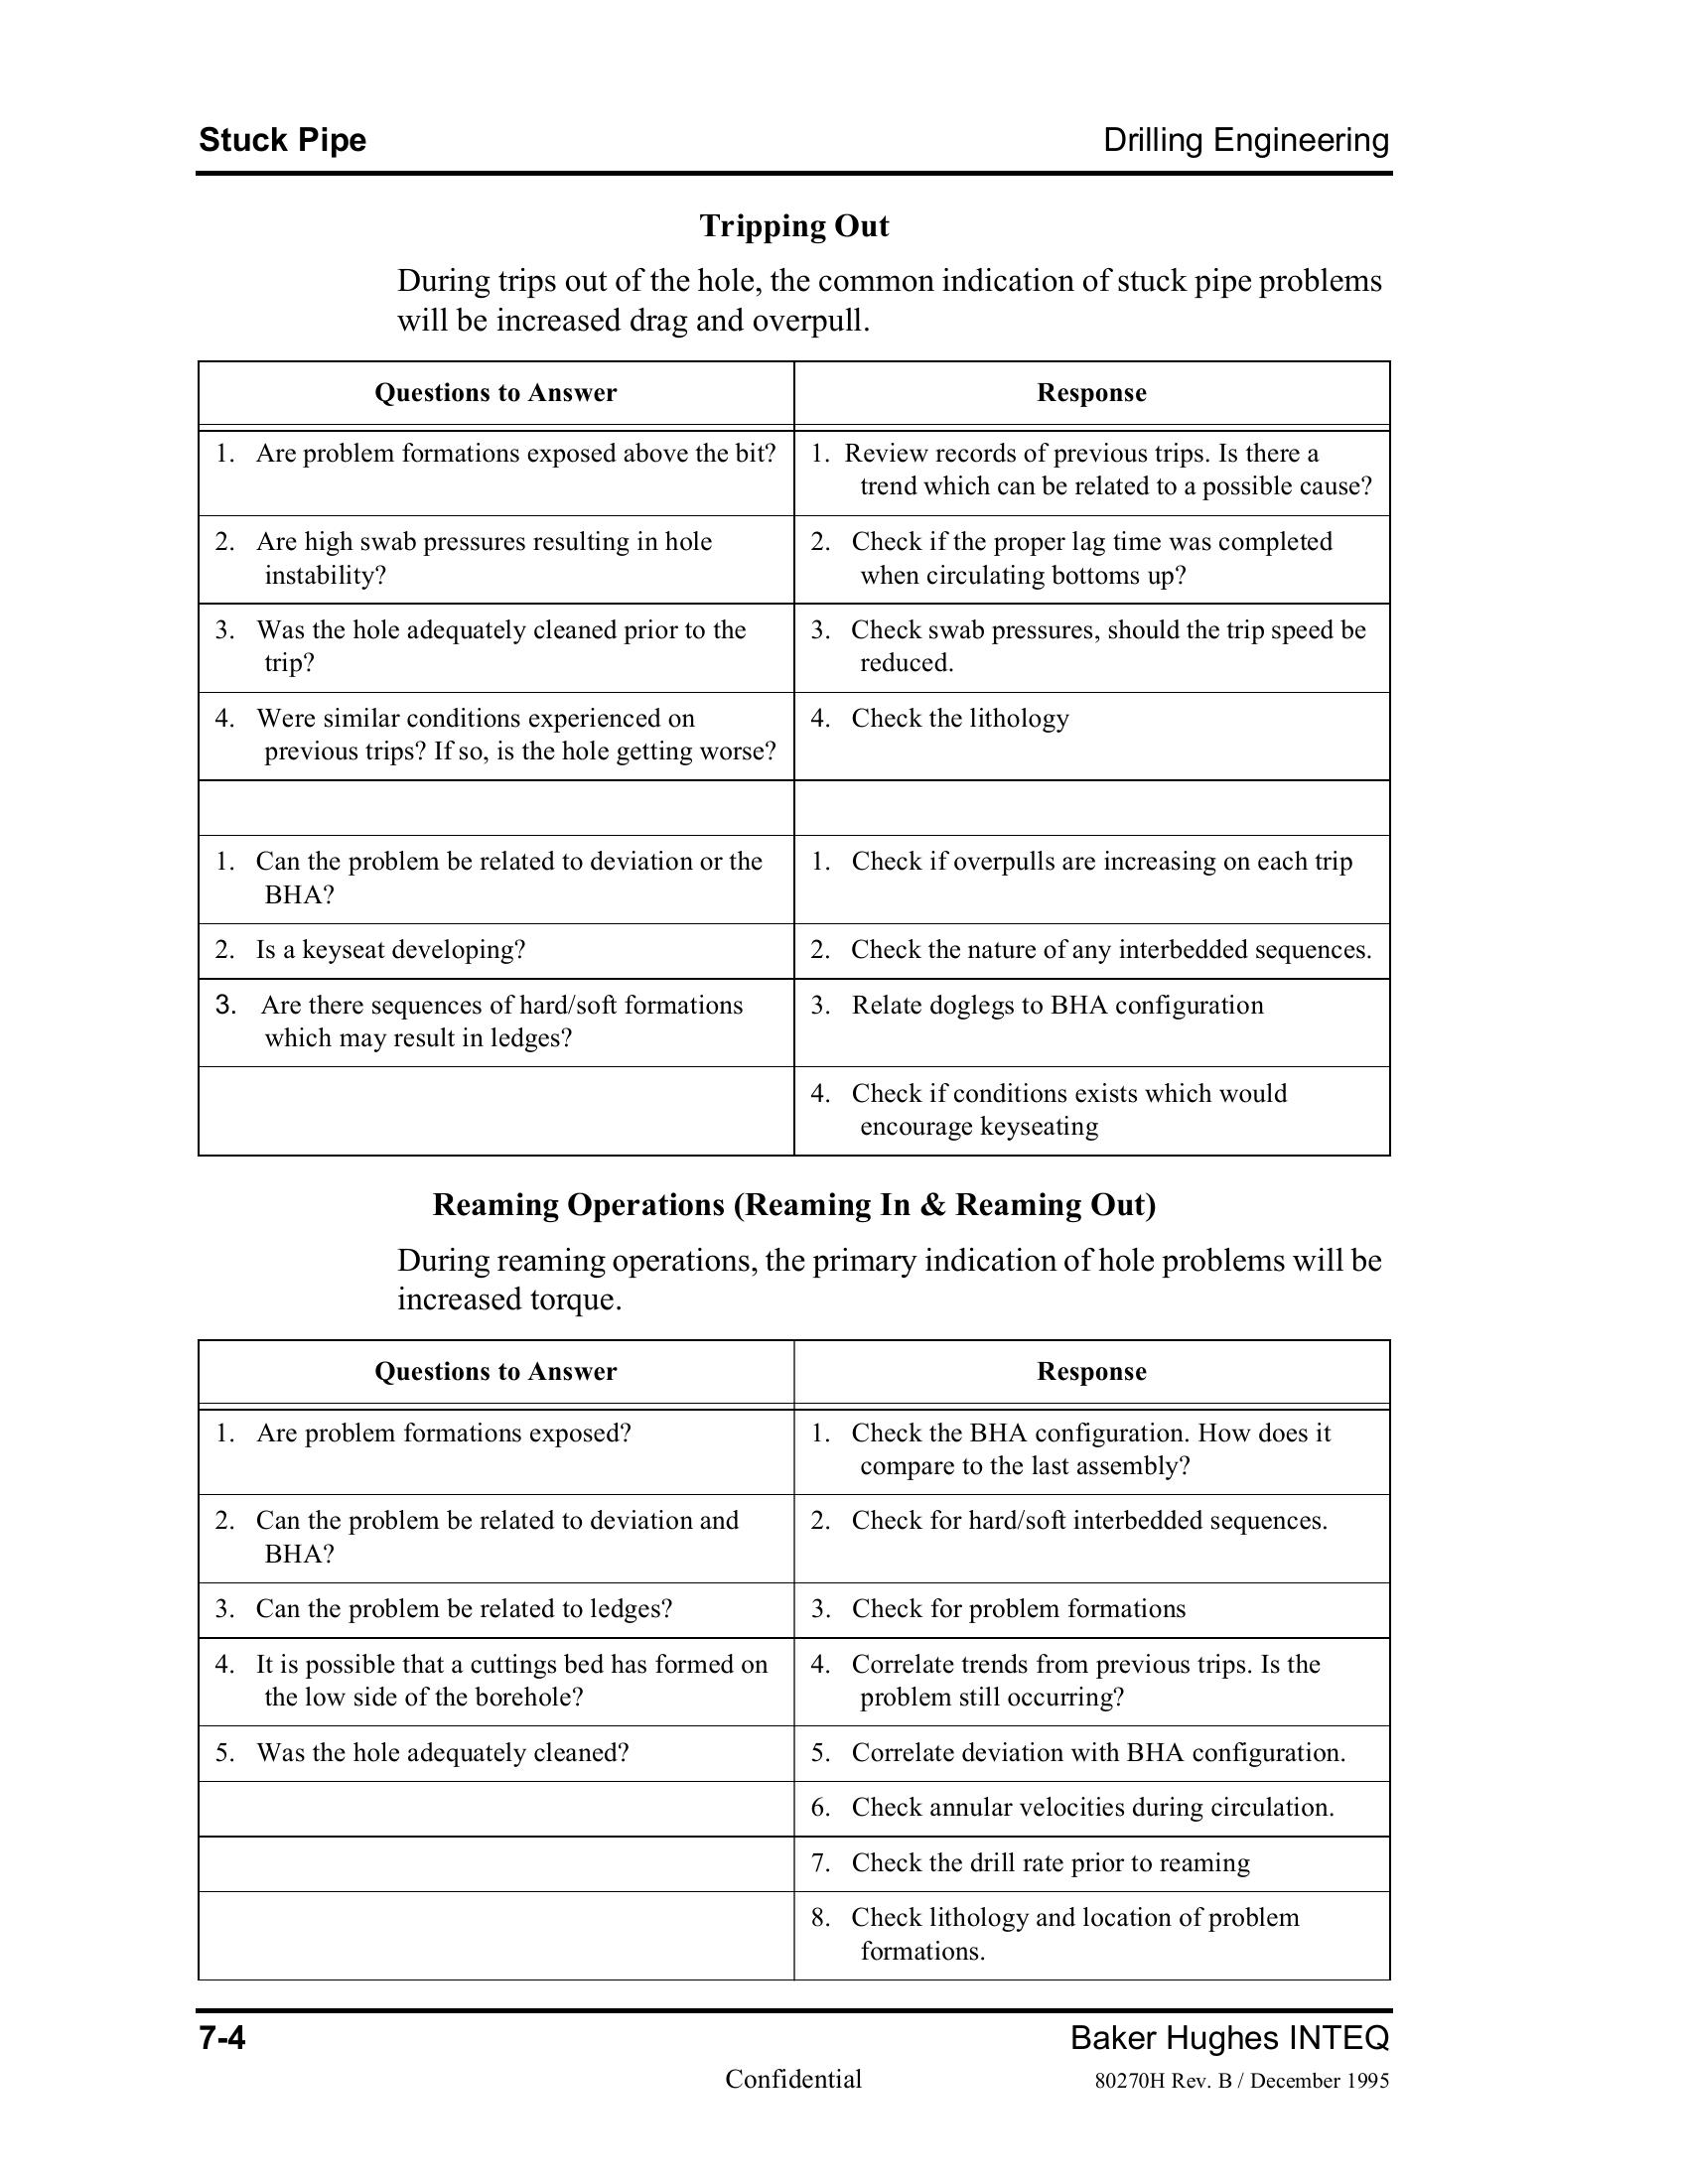 Stuck Pipe
Drilling Engineering
Tripping Out
During trips out of the hole, the common indication of stuck pipe problems
will be increased drag and overpull.
Questions to Answer
Response
1. Are problem formations exposed above the bit?
1. Review records of previous trips. Is there a
trend which can be related to a possible cause?
2. Are high swab pressures resulting in hole
instability?
2. Check if the proper lag time was completed
when circulating bottoms up?
3. Was the hole adequately cleaned prior to the
trip?
3. Check swab pressures, should the trip speed be
reduced.
4. Were similar conditions experienced on
previous trips? If so, is the hole getting worse?
4. Check the lithology
1. Can the problem be related to deviation or the
BHA?
1. Check if overpulls are increasing on each trip
2. Is a keyseat developing?
2. Check the nature of any interbedded sequences.
3. Are there sequences of hard/soft formations
which may result in ledges?
3. Relate doglegs to BHA configuration
4. Check if conditions exists which would
encourage keyseating
Reaming Operations (Reaming In & Reaming Out)
During reaming operations, the primary indication of hole problems will be
increased torque.
Questions to Answer
Response
1. Are problem formations exposed?
1. Check the BHA configuration. How does it
compare to the last assembly?
2. Can the problem be related to deviation and
BHA?
2. Check for hard/soft interbedded sequences.
3. Can the problem be related to ledges?
3. Check for problem formations
4. It is possible that a cuttings bed has formed on
the low side of the borehole?
4. Correlate trends from previous trips. Is the
problem still occurring?
5. Was the hole adequately cleaned?
5. Correlate deviation with BHA configuration.
6. Check annular velocities during circulation.
7. Check the drill rate prior to reaming
8. Check lithology and location of problem
formations.
7-4
Baker Hughes INTEQ
Confidential
80270H Rev. B / December 1995